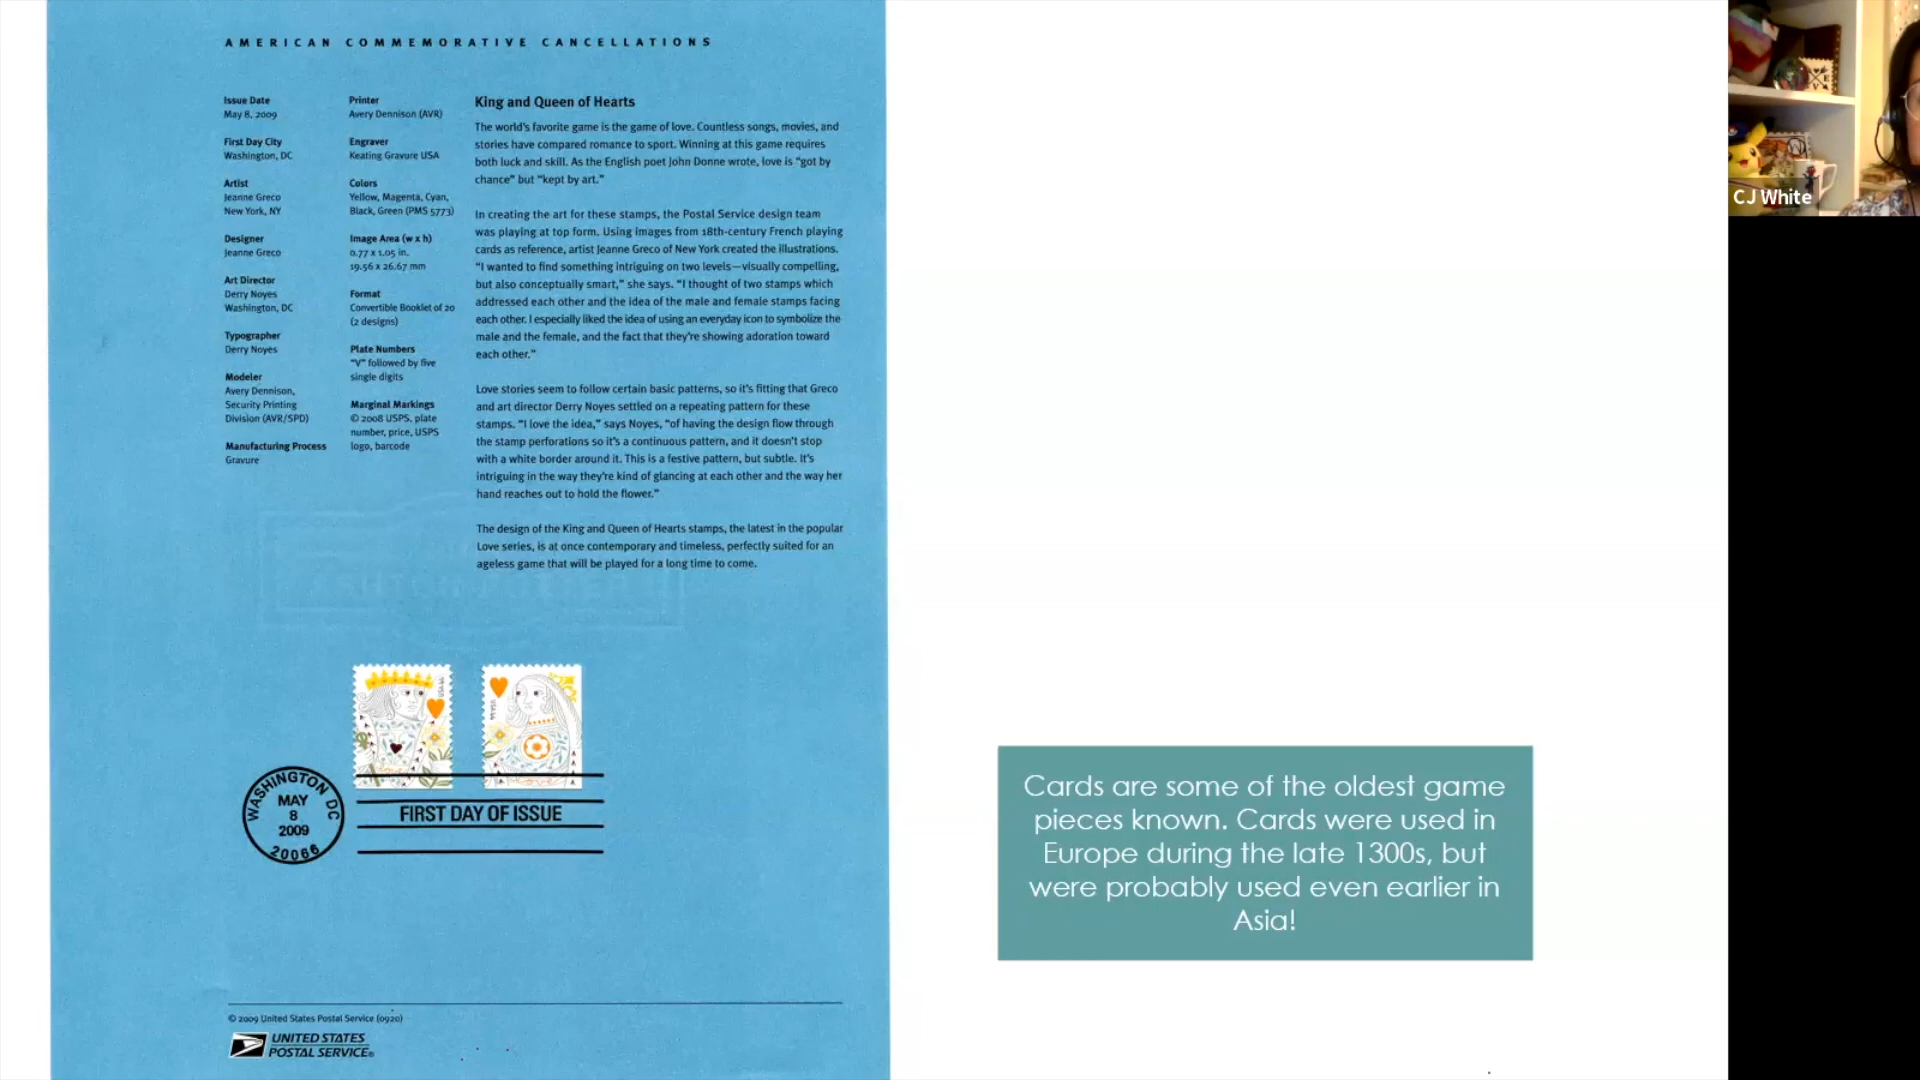 AMERICAN COMMEMORATIVE CANCELLATIONS
Issue Date
May 8, 2009
First Day City
Washington, DC
Artist
Jeanne Greco
New York, NY
Designer
Jeanne Greco
Art Director
Derry Noyes
Washington, DC
Typographer
Derry Noyes
Modeler
Avery Dennison,
Security Printing
Division (AVR/SPD)
Manufacturing Process
Gravure
Printer
Avery Dennison (AVR)
Engraver
Keating Gravure USA
Colors
Yellow, Magenta, Cyan,
Black, Green (PMS 5773)
Image Area (w x h)
0.77 x 1.05 in.
19.56 x 26.67 mm
Format
Convertible Booklet of 20
(2 designs)
Plate Numbers
"V" followed by five
single digits
Marginal Markings
© 2008 USPS, plate
number, price, USPS
logo, barcode
King and Queen of Hearts
The world's favorite game is the game of love. Countless songs, movies, and
stories have compared romance to sport. Winning at this game requires
both luck and skill. As the English poet John Donne wrote, love is "got by
chance" but "kept by art."
In creating the art for these stamps, the Postal Service design team
was playing at top form. Using images from 18th-century French playing
cards as reference, artist Jeanne Greco of New York created the illustrations.
"I wanted to find something intriguing on two levels—visually compelling,
but also conceptually smart," she says. "I thought of two stamps which
addressed each other and the idea of the male and female stamps facing
each other. I especially liked the idea of using an everyday icon to symbolize the
male and the female, and the fact that they're showing adoration toward
each other."
Love stories seem to follow certain basic patterns, so it's fitting that Greco
and art director Derry Noyes settled on a repeating pattern for these
stamps. "I love the idea," says Noyes, "of having the design flow through
the stamp perforations so it's a continuous pattern, and it doesn't stop
with a white border around it. This is a festive pattern, but subtle. It's
intriguing in the way they're kind of glancing at each other and the way her
hand reaches out to hold the flower."
The design of the King and Queen of Hearts stamps, the latest in the popular
Love series, is at once contemporary and timeless, perfectly suited for an
ageless game that will be played for a long time to come.
USA44
USA44
WASHINGTON DC
MAY
8
2009
20066
FIRST DAY OF ISSUE
© 2009 United States Postal Service (0920)
UNITED STATES
POSTAL SERVICE®
Cards are some of the oldest game
pieces known. Cards were used in
Europe during the late 1300s, but
were probably used even earlier in
Asia!
CJ White